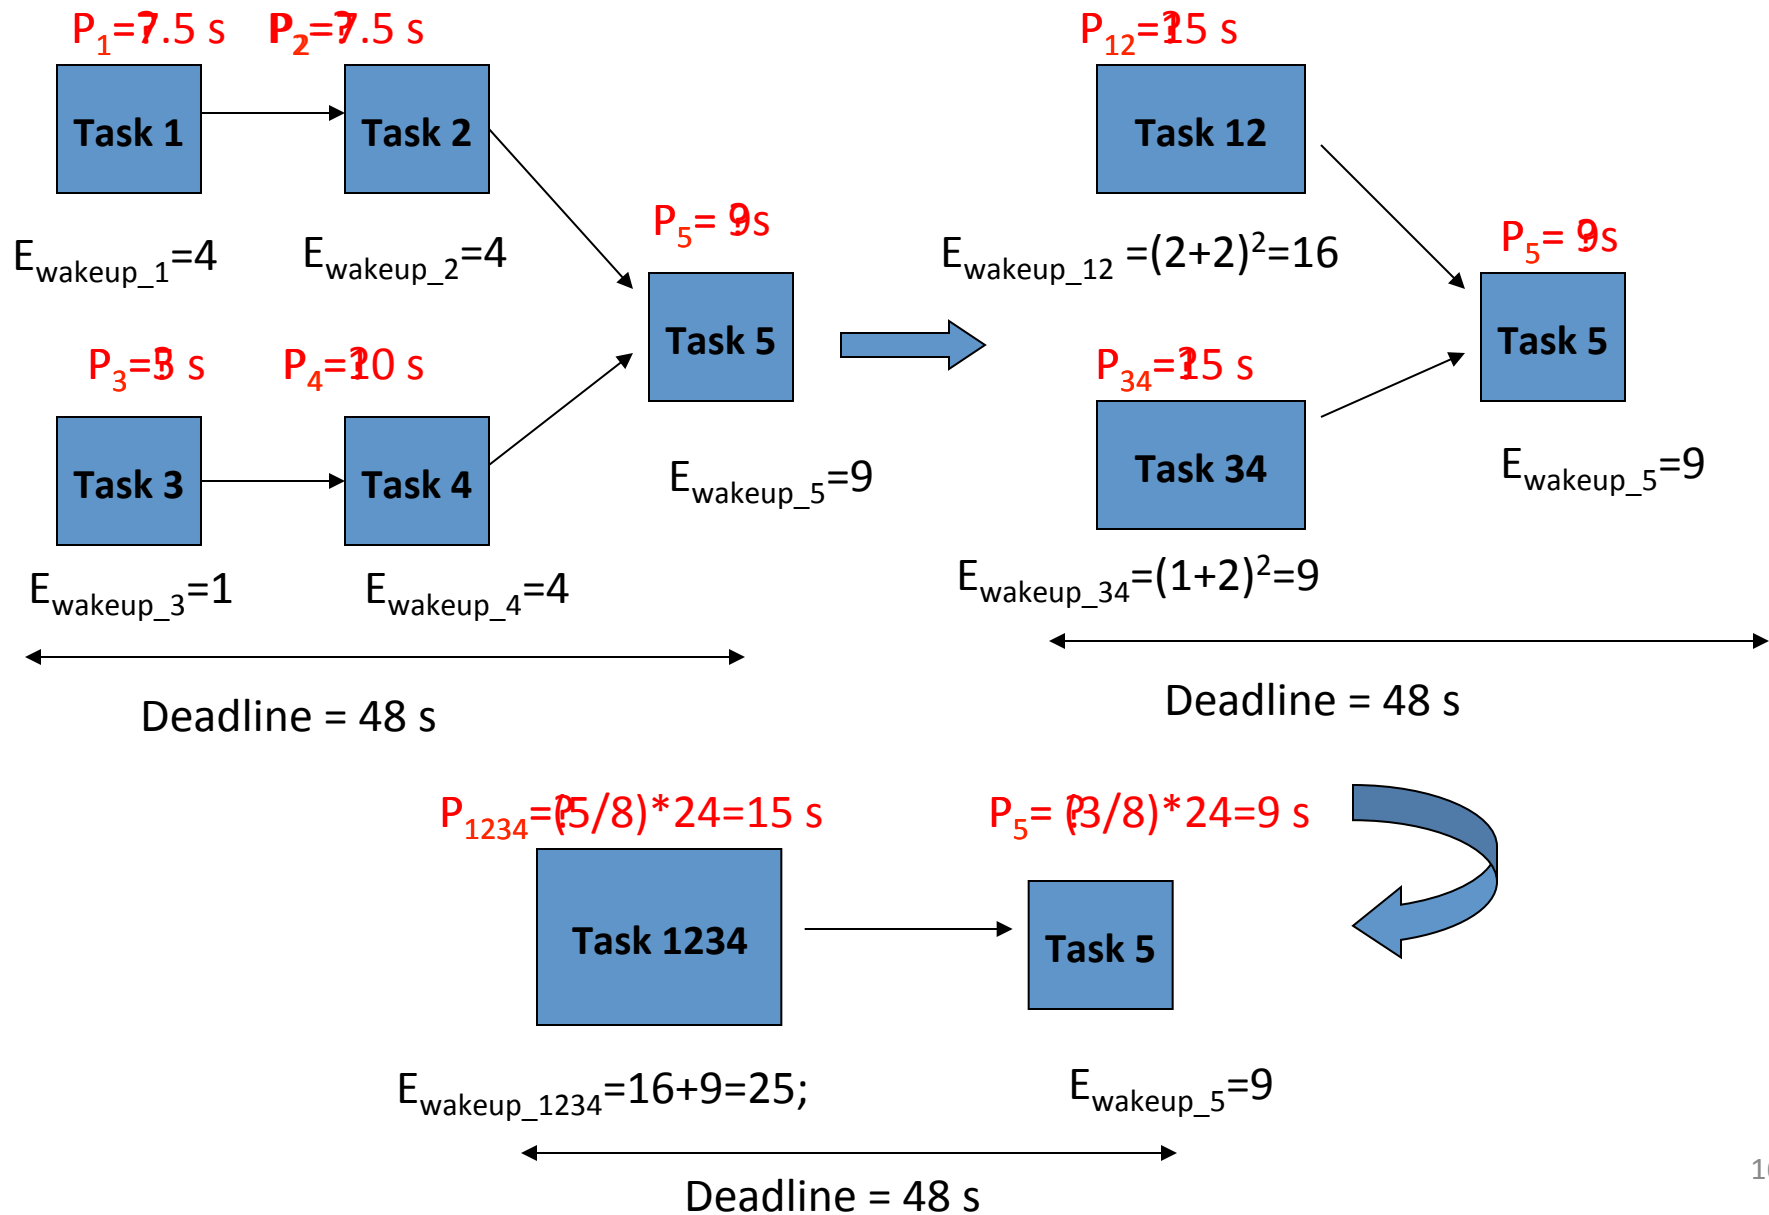 P1=?7.5 s
P2=?7.5 s
Task 1
Task 2
Ewakeup_1=4
Ewakeup_2=4
P5= ?9s
Task 5
Ewakeup_5=9
P3=?5 s
P4=?10 s
Task 3
Task 4
Ewakeup_3=1
Ewakeup_4=4
Deadline = 48 s
P12=?15 s
Task 12
Ewakeup_12 =(2+2)2=16
P5= ?9s
Task 5
Ewakeup_5=9
P34=?15 s
Task 34
Ewakeup_34=(1+2)2=9
Deadline = 48 s
P1234=?(5/8)*24=15 s
P5= ?(3/8)*24=9 s
Task 1234
Task 5
Ewakeup_1234=16+9=25;
Ewakeup_5=9
Deadline = 48 s